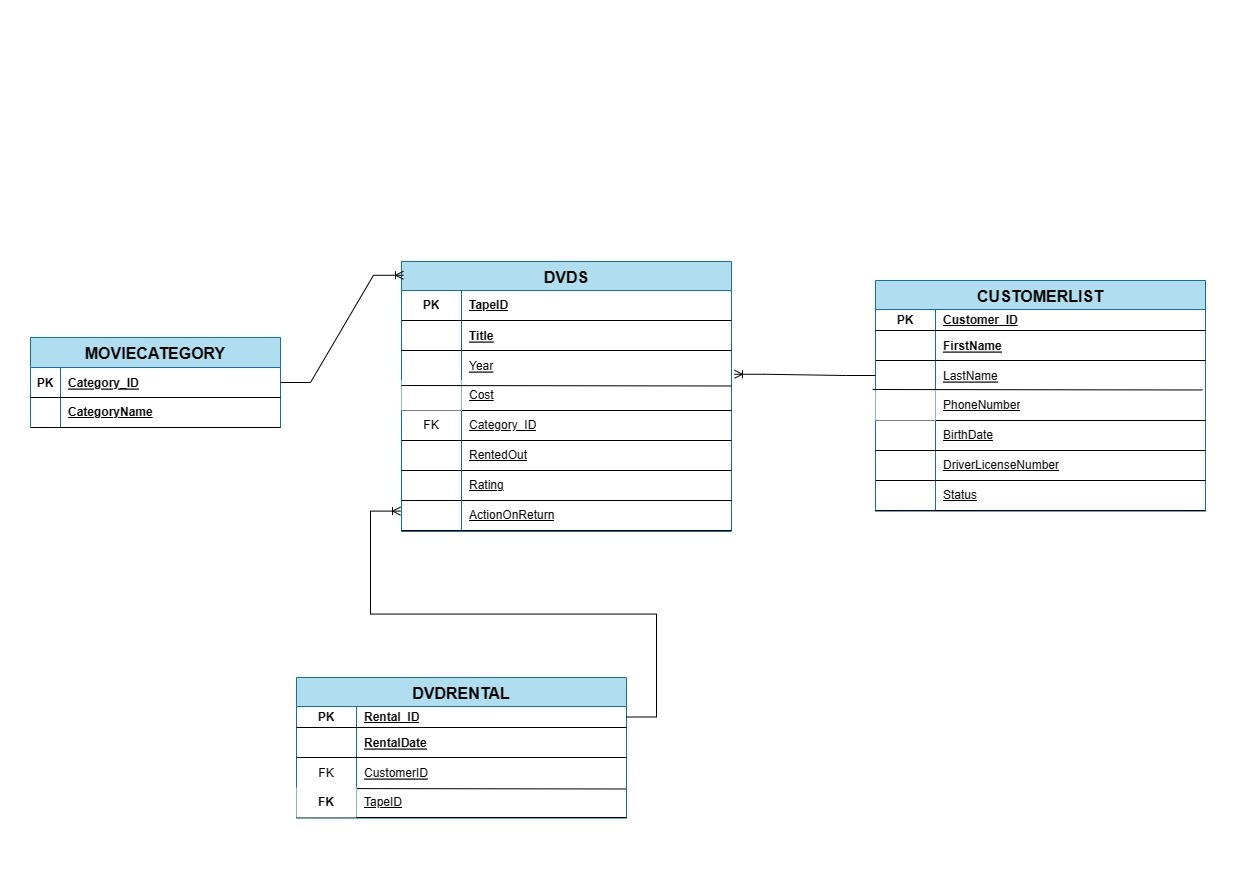 MOVIECATEGORY
PK Category_ID
CategoryName
DVDS
PK TapeID
Title
Year
Cost
FK Category_ID
RentedOut
Rating
ActionOnReturn
CUSTOMERLIST
PK Customer_ID
FirstName
LastName
PhoneNumber
BirthDate
DriverLicenseNumber
Status
DVDRENTAL
PK Rental_ID
RentalDate
FK CustomerID
FK TapeID